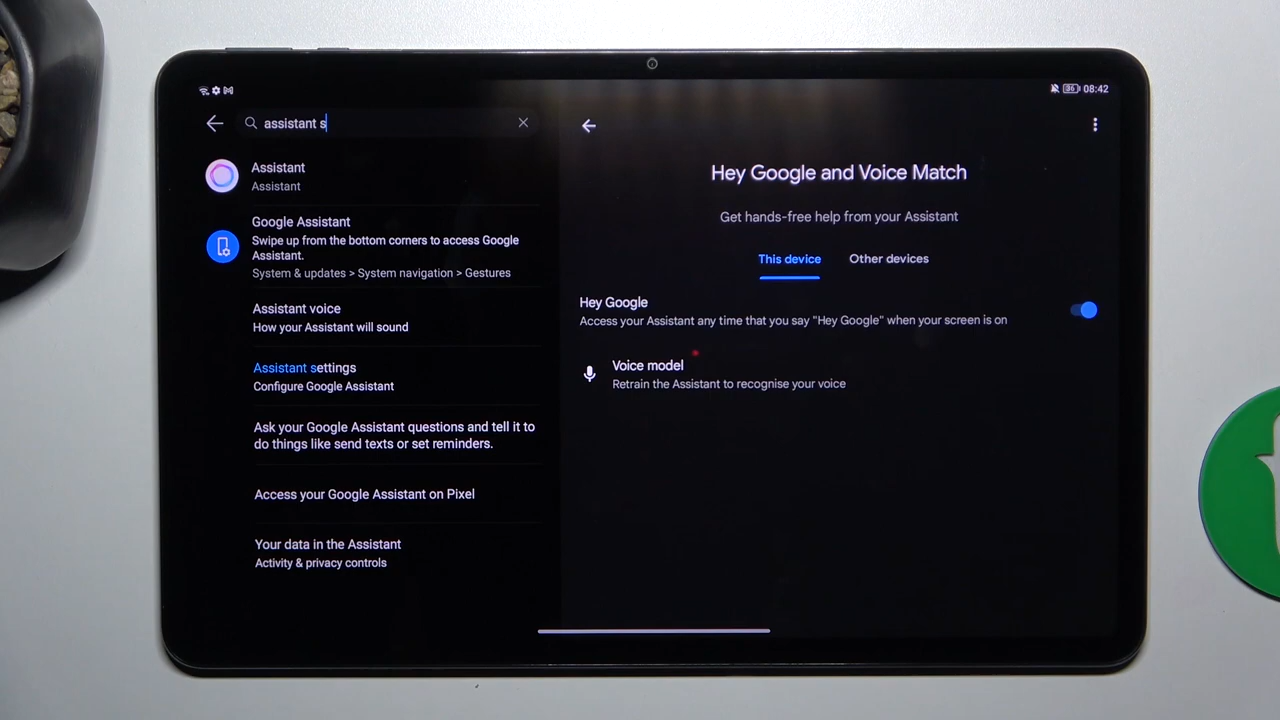 08:42
assistant s
Assistant
Assistant
Google Assistant
Swipe up from the bottom corners to access Google
Assistant.
System & updates > System navigation > Gestures
Assistant voice
How your Assistant will sound
Assistant settings
Configure Google Assistant
Ask your Google Assistant questions and tell it to
do things like send texts or set reminders.
Access your Google Assistant on Pixel
Your data in the Assistant
Activity & privacy controls
Hey Google and Voice Match
Get hands-free help from your Assistant
This device
Other devices
Hey Google
Access your Assistant any time that you say "Hey Google" when your screen is on
Voice model
Retrain the Assistant to recognise your voice